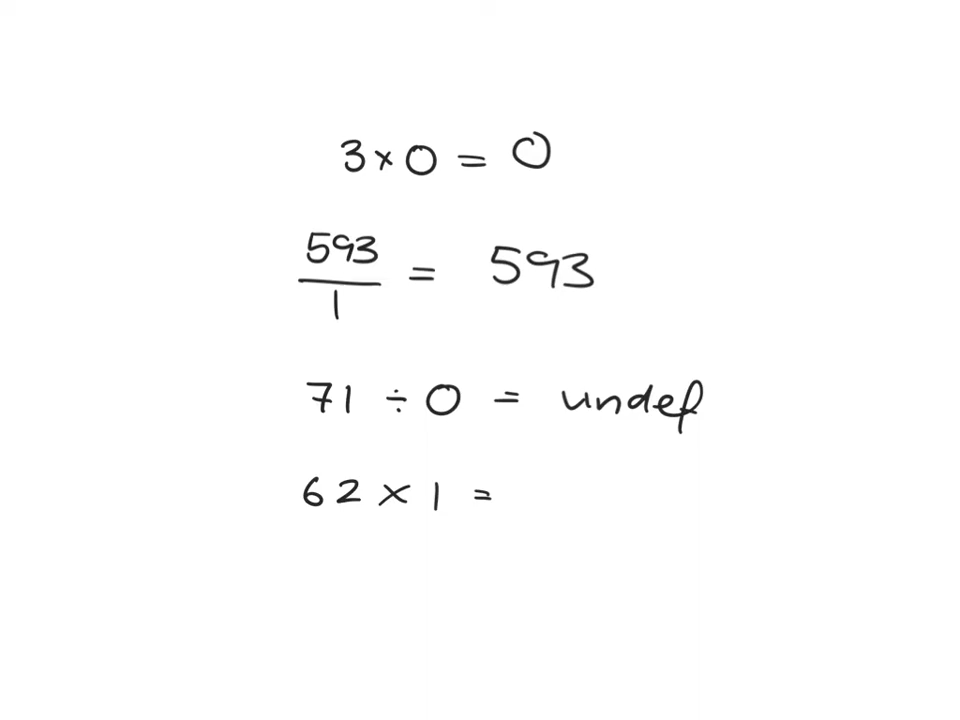 3 × 0 = 0
593/1 = 593
71 ÷ 0 = undef
62 × 1 =